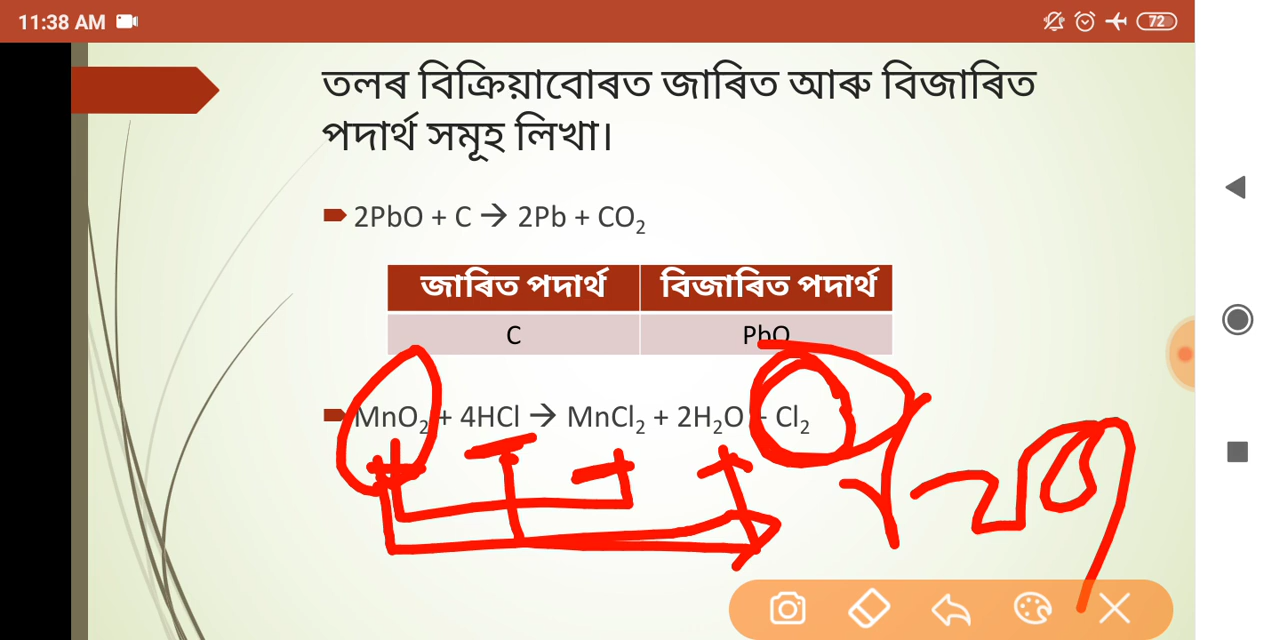 11:38 AM
72
তলৰ বিক্ৰিয়াবোৰত জাৰিত আৰু বিজাৰিত
পদাৰ্থ সমূহ লিখা।
2PbO + C → 2Pb + CO₂
জাৰিত পদাৰ্থ বিজাৰিত পদাৰ্থ
C PbO
MnO₂ + 4HCl → MnCl₂ + 2H₂O + Cl₂